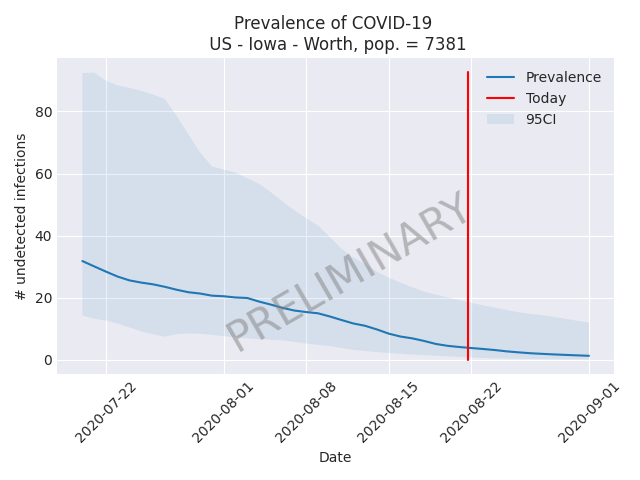 Prevalence of COVID-19
US - Iowa - Worth, pop. = 7381
Prevalence
Today
95CI
# undetected infections
80
60
40
20
0
PRELIMINARY
2020-07-22
2020-08-01
2020-08-08
2020-08-15
2020-08-22
2020-09-01
Date